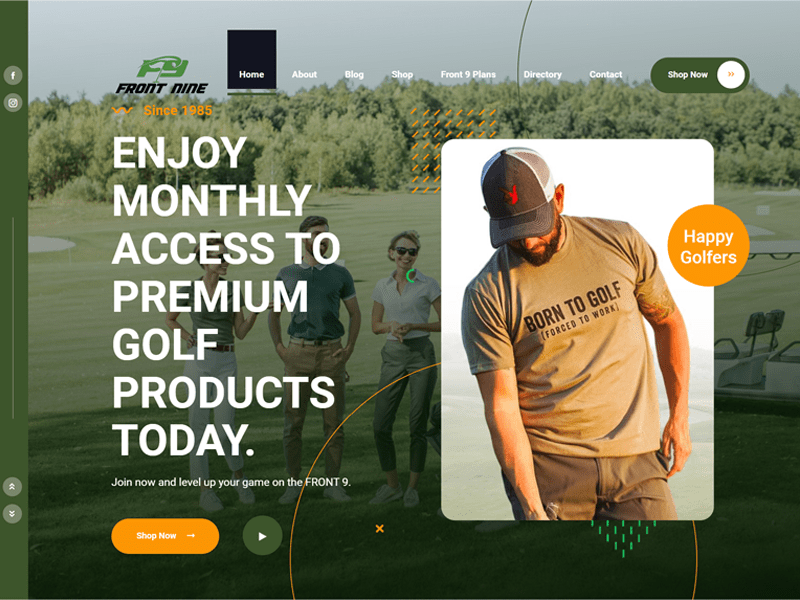 FRONT NINE
Home
About
Blog
Shop
Front 9 Plans
Directory
Contact
Shop Now
Since 1985
ENJOY
MONTHLY
ACCESS TO
PREMIUM
GOLF
PRODUCTS
TODAY.
Happy
Golfers
BORN TO GOLF
[FORCED TO WORK]
Join now and level up your game on the FRONT 9.
Shop Now